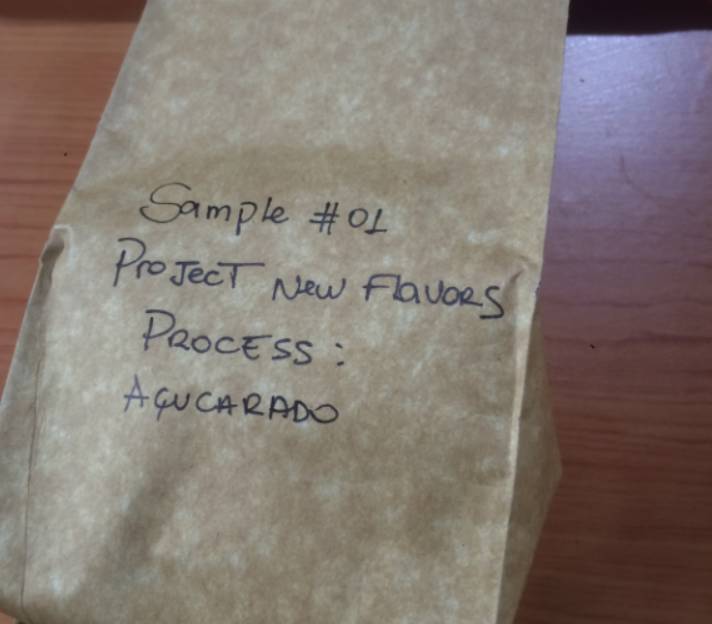 Sample #01
Project New Flavors
Process:
Açucarado